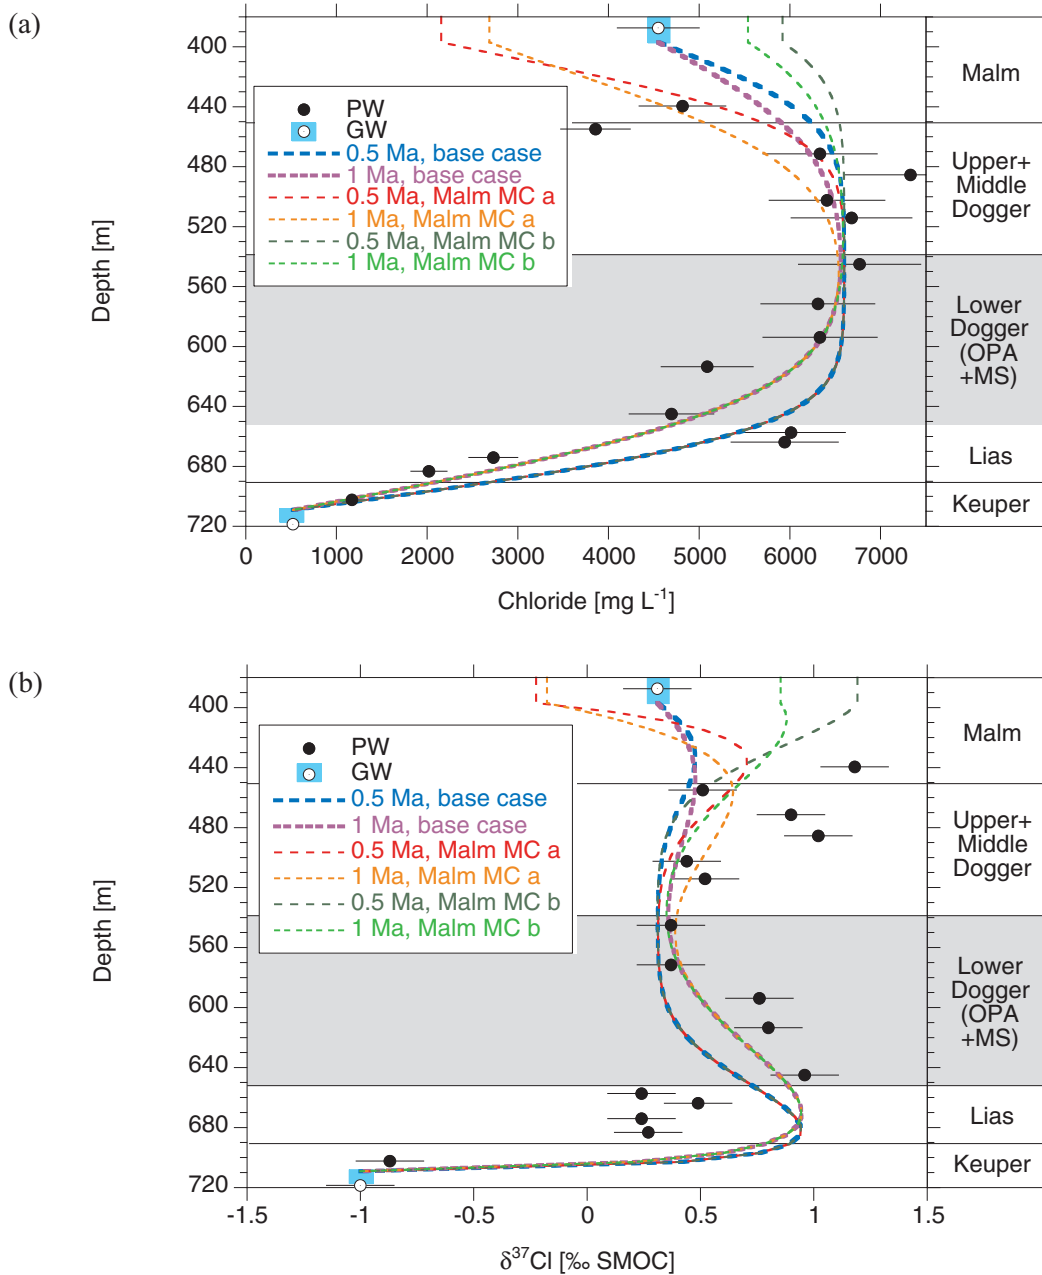 (a)
400
440
480
520
560
600
640
680
720
Depth [m]
PW
GW
0.5 Ma, base case
1 Ma, base case
0.5 Ma, Malm MC a
1 Ma, Malm MC a
0.5 Ma, Malm MC b
1 Ma, Malm MC b
Malm
Upper+
Middle
Dogger
Lower
Dogger
(OPA
+MS)
Lias
Keuper
0 1000 2000 3000 4000 5000 6000 7000
Chloride [mg L⁻¹]
(b)
400
440
480
520
560
600
640
680
720
Depth [m]
PW
GW
0.5 Ma, base case
1 Ma, base case
0.5 Ma, Malm MC a
1 Ma, Malm MC a
0.5 Ma, Malm MC b
1 Ma, Malm MC b
Malm
Upper+
Middle
Dogger
Lower
Dogger
(OPA
+MS)
Lias
Keuper
-1.5 -1 -0.5 0 0.5 1 1.5
δ³⁷Cl [‰ SMOC]